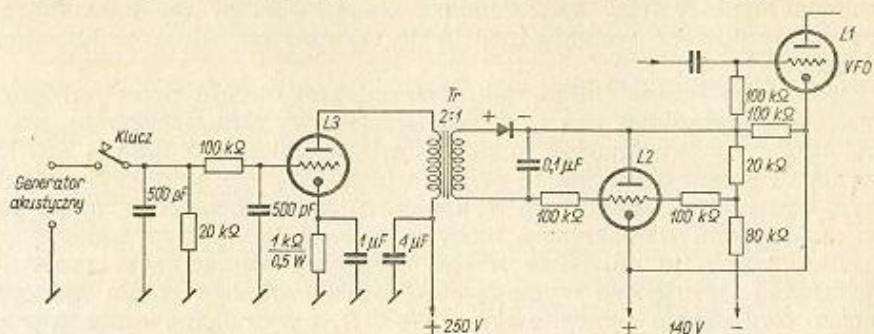 Generator
akustyczny
Klucz
500 pF
20 kΩ
100 kΩ
500 pF
L3
1 kΩ
0,5 W
1 μF
4 μF
Tr
2:1
+ 250 V
+ -
0,1 μF
100 kΩ
L2
100 kΩ
+ 140 V -
L1
VFO
100 kΩ
100 kΩ
20 kΩ
80 kΩ